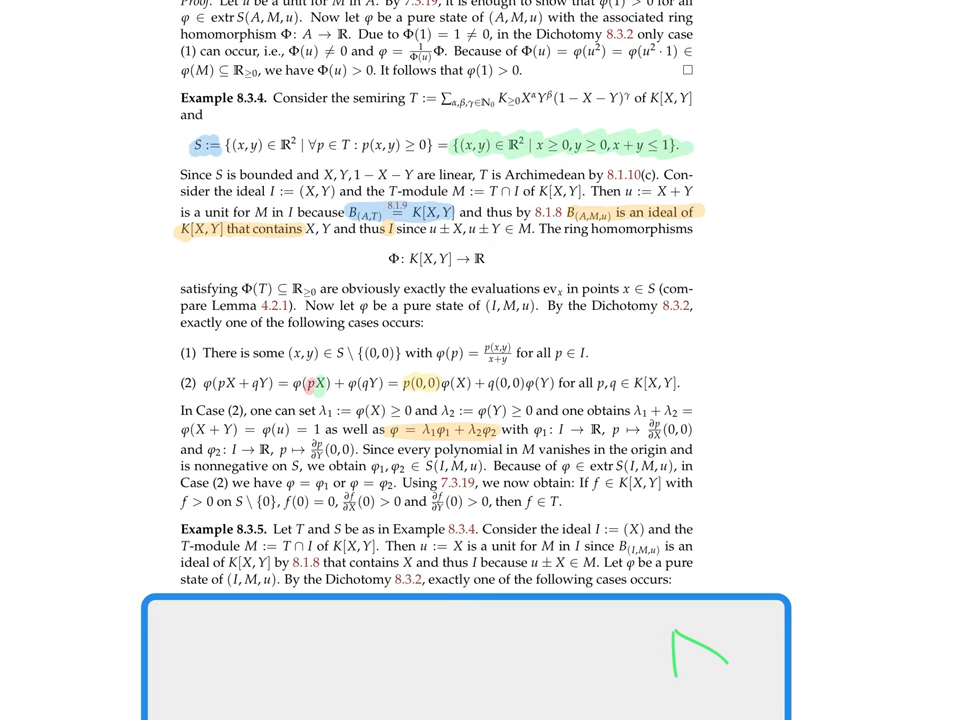 Proof. Let u be a unit for M in A. By 7.3.19, it is enough to show that φ(1) > 0 for all
φ ∈ extr S(A, M, u). Now let φ be a pure state of (A, M, u) with the associated ring
homomorphism Φ: A → ℝ. Due to Φ(1) = 1 ≠ 0, in the Dichotomy 8.3.2 only case
(1) can occur, i.e., Φ(u) ≠ 0 and φ = 1/Φ(u) Φ. Because of Φ(u) = φ(u²) = φ(u² · 1) ∈
φ(M) ⊆ ℝ≥0, we have Φ(u) > 0. It follows that φ(1) > 0. □
Example 8.3.4. Consider the semiring T := ∑α,β,γ∈ℕ₀ K≥0 X^α Y^β (1 − X − Y)^γ of K[X, Y]
and
S := {(x, y) ∈ ℝ² | ∀p ∈ T : p(x, y) ≥ 0} = {(x, y) ∈ ℝ² | x ≥ 0, y ≥ 0, x + y ≤ 1}.
Since S is bounded and X, Y, 1 − X − Y are linear, T is Archimedean by 8.1.10(c). Con-
sider the ideal I := (X, Y) and the T-module M := T ∩ I of K[X, Y]. Then u := X + Y
is a unit for M in I because B(A,T) 8.1.9= K[X, Y] and thus by 8.1.8 B(A,M,u) is an ideal of
K[X, Y] that contains X, Y and thus I since u ± X, u ± Y ∈ M. The ring homomorphisms
Φ: K[X, Y] → ℝ
satisfying Φ(T) ⊆ ℝ≥0 are obviously exactly the evaluations evₓ in points x ∈ S (com-
pare Lemma 4.2.1). Now let φ be a pure state of (I, M, u). By the Dichotomy 8.3.2,
exactly one of the following cases occurs:
(1) There is some (x, y) ∈ S \ {(0, 0)} with φ(p) = p(x,y)/x+y for all p ∈ I.
(2) φ(pX + qY) = φ(pX) + φ(qY) = p(0, 0)φ(X) + q(0, 0)φ(Y) for all p, q ∈ K[X, Y].
In Case (2), one can set λ₁ := φ(X) ≥ 0 and λ₂ := φ(Y) ≥ 0 and one obtains λ₁ + λ₂ =
φ(X + Y) = φ(u) = 1 as well as φ = λ₁φ₁ + λ₂φ₂ with φ₁: I → ℝ, p ↦ ∂p/∂X(0, 0)
and φ₂: I → ℝ, p ↦ ∂p/∂Y(0, 0). Since every polynomial in M vanishes in the origin and
is nonnegative on S, we obtain φ₁, φ₂ ∈ S(I, M, u). Because of φ ∈ extr S(I, M, u), in
Case (2) we have φ = φ₁ or φ = φ₂. Using 7.3.19, we now obtain: If f ∈ K[X, Y] with
f > 0 on S \ {0}, f(0) = 0, ∂f/∂X(0) > 0 and ∂f/∂Y(0) > 0, then f ∈ T.
Example 8.3.5. Let T and S be as in Example 8.3.4. Consider the ideal I := (X) and the
T-module M := T ∩ I of K[X, Y]. Then u := X is a unit for M in I since B(I,M,u) is an
ideal of K[X, Y] by 8.1.8 that contains X and thus I because u ± X ∈ M. Let φ be a pure
state of (I, M, u). By the Dichotomy 8.3.2, exactly one of the following cases occurs: